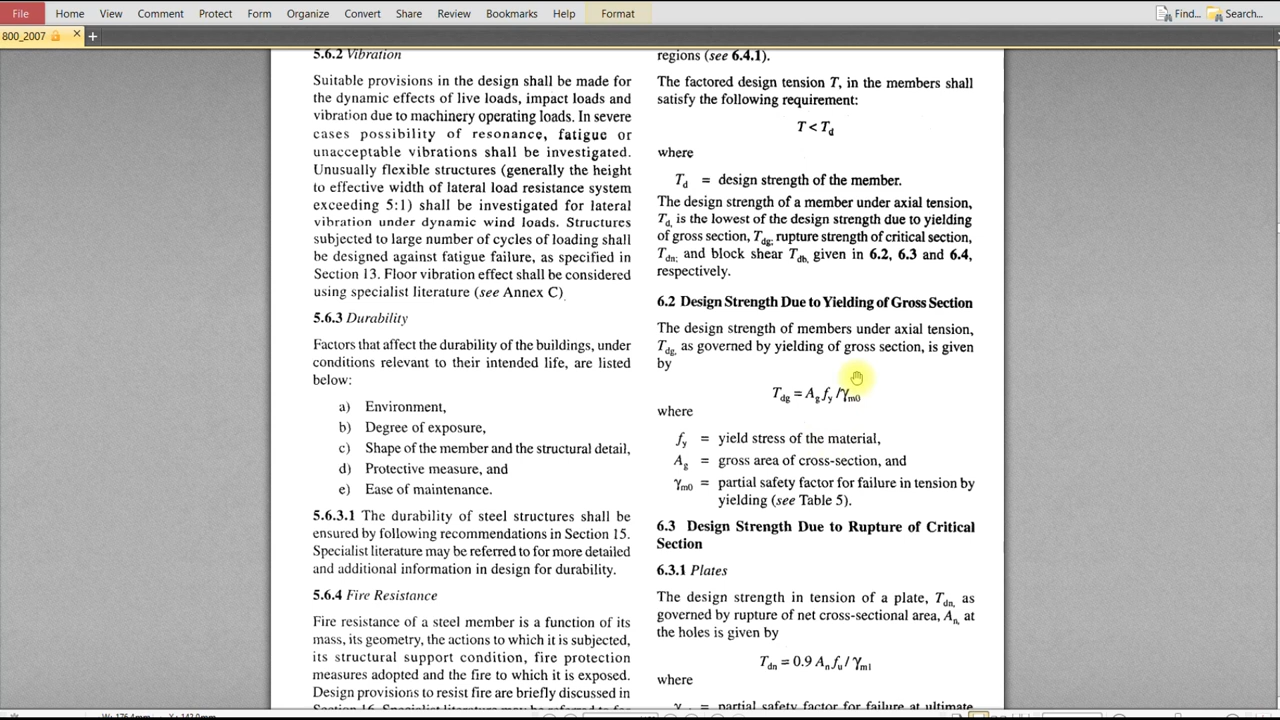 File Home View Comment Protect Form Organize Convert Share Review Bookmarks Help Format Find... Search...
800_2007
5.6.2 Vibration
Suitable provisions in the design shall be made for
the dynamic effects of live loads, impact loads and
vibration due to machinery operating loads. In severe
cases possibility of resonance, fatigue or
unacceptable vibrations shall be investigated.
Unusually flexible structures (generally the height
to effective width of lateral load resistance system
exceeding 5:1) shall be investigated for lateral
vibration under dynamic wind loads. Structures
subjected to large number of cycles of loading shall
be designed against fatigue failure, as specified in
Section 13. Floor vibration effect shall be considered
using specialist literature (see Annex C)
5.6.3 Durability
Factors that affect the durability of the buildings, under
conditions relevant to their intended life, are listed
below:
a) Environment,
b) Degree of exposure,
c) Shape of the member and the structural detail,
d) Protective measure, and
e) Ease of maintenance.
5.6.3.1 The durability of steel structures shall be
ensured by following recommendations in Section 15.
Specialist literature may be referred to for more detailed
and additional information in design for durability.
5.6.4 Fire Resistance
Fire resistance of a steel member is a function of its
mass, its geometry, the actions to which it is subjected,
its structural support condition, fire protection
measures adopted and the fire to which it is exposed.
Design provisions to resist fire are briefly discussed in
regions (see 6.4.1).
The factored design tension T, in the members shall
satisfy the following requirement:
T < Td
where
Td = design strength of the member.
The design strength of a member under axial tension,
Td, is the lowest of the design strength due to yielding
of gross section, Tdg; rupture strength of critical section,
Tdn; and block shear Tdb, given in 6.2, 6.3 and 6.4,
respectively.
6.2 Design Strength Due to Yielding of Gross Section
The design strength of members under axial tension,
Tdg, as governed by yielding of gross section, is given
by
Tdg = Ag fy /γm0
where
fy = yield stress of the material,
Ag = gross area of cross-section, and
γm0 = partial safety factor for failure in tension by
yielding (see Table 5).
6.3 Design Strength Due to Rupture of Critical
Section
6.3.1 Plates
The design strength in tension of a plate, Tdn, as
governed by rupture of net cross-sectional area, An, at
the holes is given by
Tdn = 0.9 An fu / γm1
where
partial safety factor for failure at ultimate